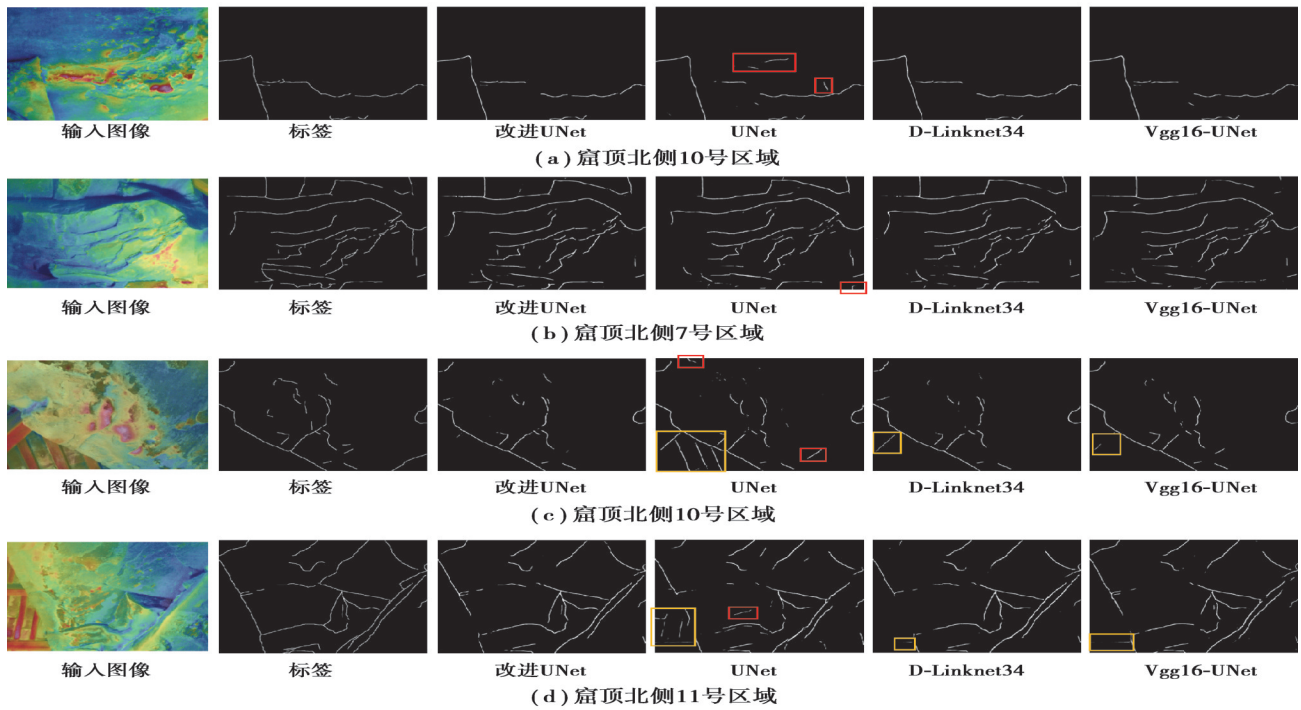 输入图像 标签 改进UNet UNet D-Linknet34 Vgg16-UNet
(a)窟顶北侧10号区域
输入图像 标签 改进UNet UNet D-Linknet34 Vgg16-UNet
(b)窟顶北侧7号区域
输入图像 标签 改进UNet UNet D-Linknet34 Vgg16-UNet
(c)窟顶北侧10号区域
输入图像 标签 改进UNet UNet D-Linknet34 Vgg16-UNet
(d)窟顶北侧11号区域